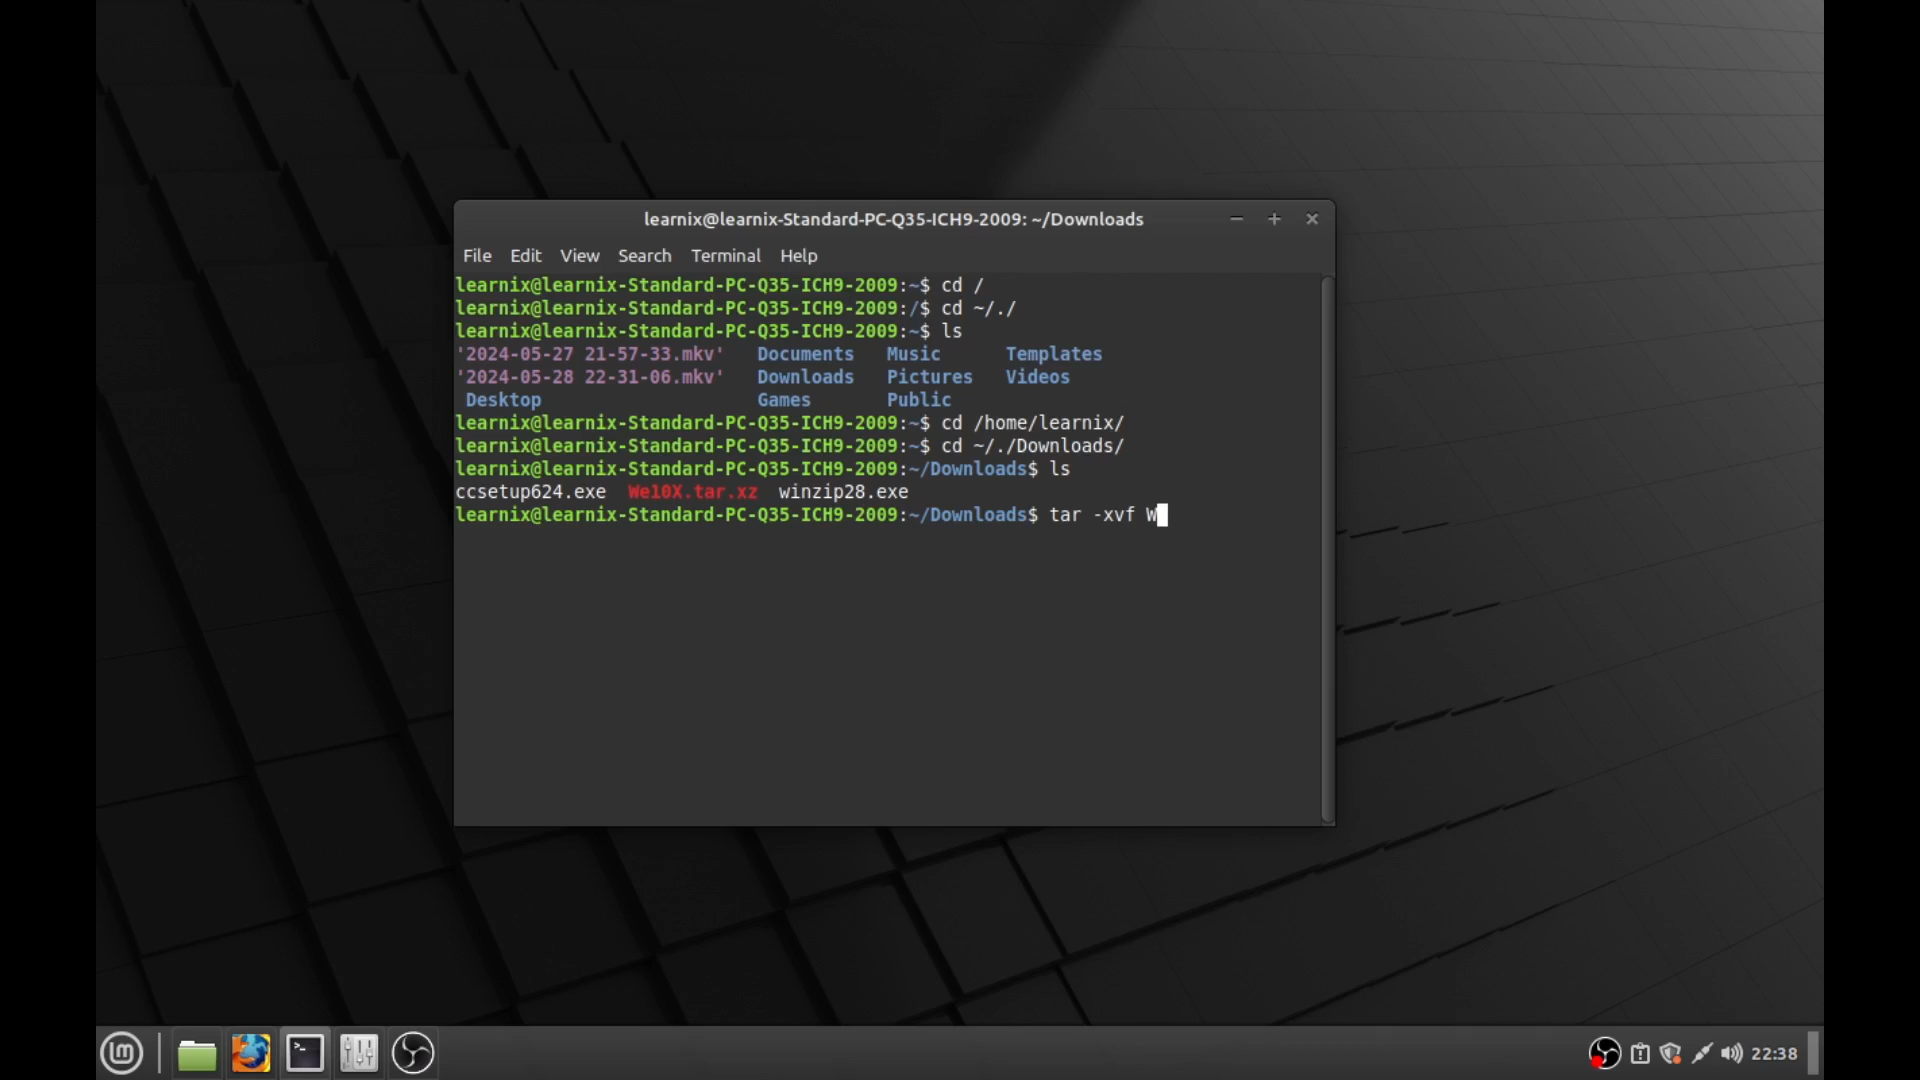 learnix@learnix-Standard-PC-Q35-ICH9-2009: ~/Downloads
File Edit View Search Terminal Help
learnix@learnix-Standard-PC-Q35-ICH9-2009:~$ cd /
learnix@learnix-Standard-PC-Q35-ICH9-2009:/$ cd ~/./
learnix@learnix-Standard-PC-Q35-ICH9-2009:~$ ls
'2024-05-27 21-57-33.mkv' Documents Music Templates
'2024-05-28 22-31-06.mkv' Downloads Pictures Videos
Desktop Games Public
learnix@learnix-Standard-PC-Q35-ICH9-2009:~$ cd /home/learnix/
learnix@learnix-Standard-PC-Q35-ICH9-2009:~$ cd ~/./Downloads/
learnix@learnix-Standard-PC-Q35-ICH9-2009:~/Downloads$ ls
ccsetup624.exe We10X.tar.xz winzip28.exe
learnix@learnix-Standard-PC-Q35-ICH9-2009:~/Downloads$ tar -xvf W
22:38